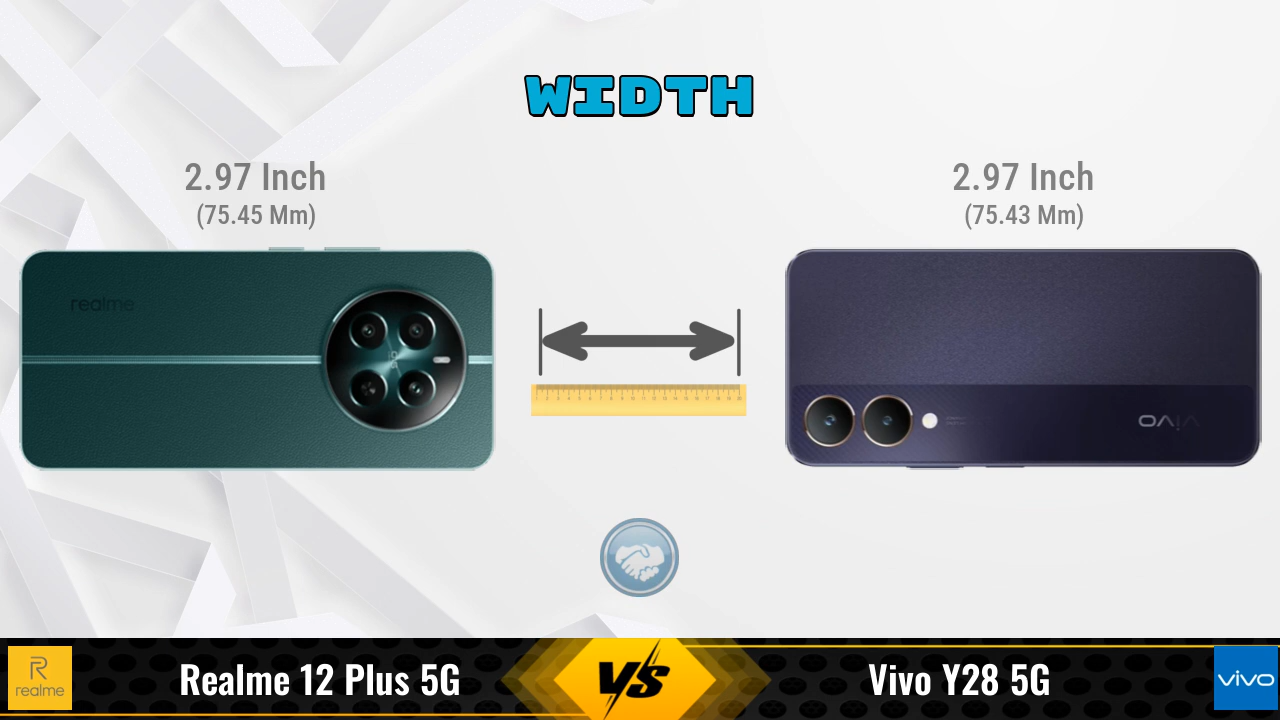 WIDTH
2.97 Inch
(75.45 Mm)
2.97 Inch
(75.43 Mm)
realme
vivo
realme
Realme 12 Plus 5G
VS
Vivo Y28 5G
vivo